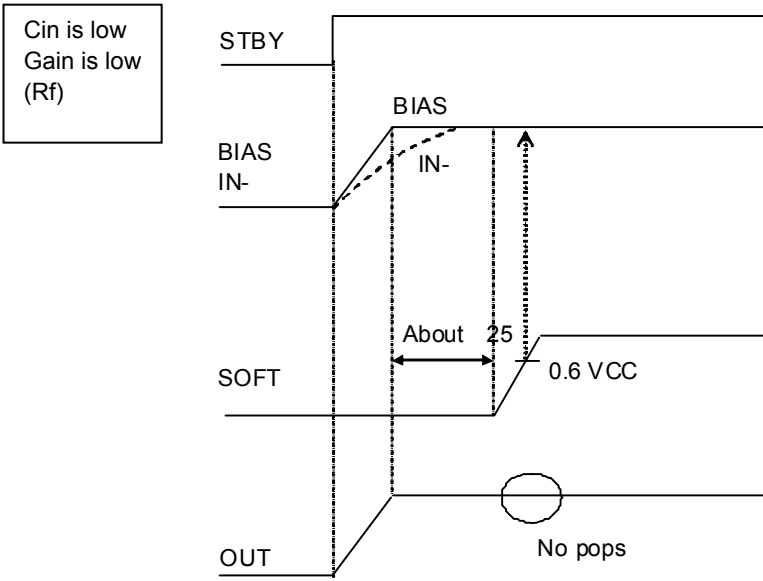 Cin is low
Gain is low
(Rf)
STBY
BIAS
BIAS
IN-
IN-
About 25
0.6 VCC
SOFT
No pops
OUT